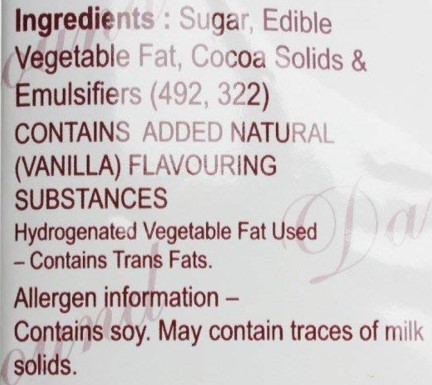 Ingredients : Sugar, Edible
Vegetable Fat, Cocoa Solids &
Emulsifiers (492, 322)
CONTAINS ADDED NATURAL
(VANILLA) FLAVOURING
SUBSTANCES
Hydrogenated Vegetable Fat Used
– Contains Trans Fats.
Allergen information –
Contains soy. May contain traces of milk
solids.